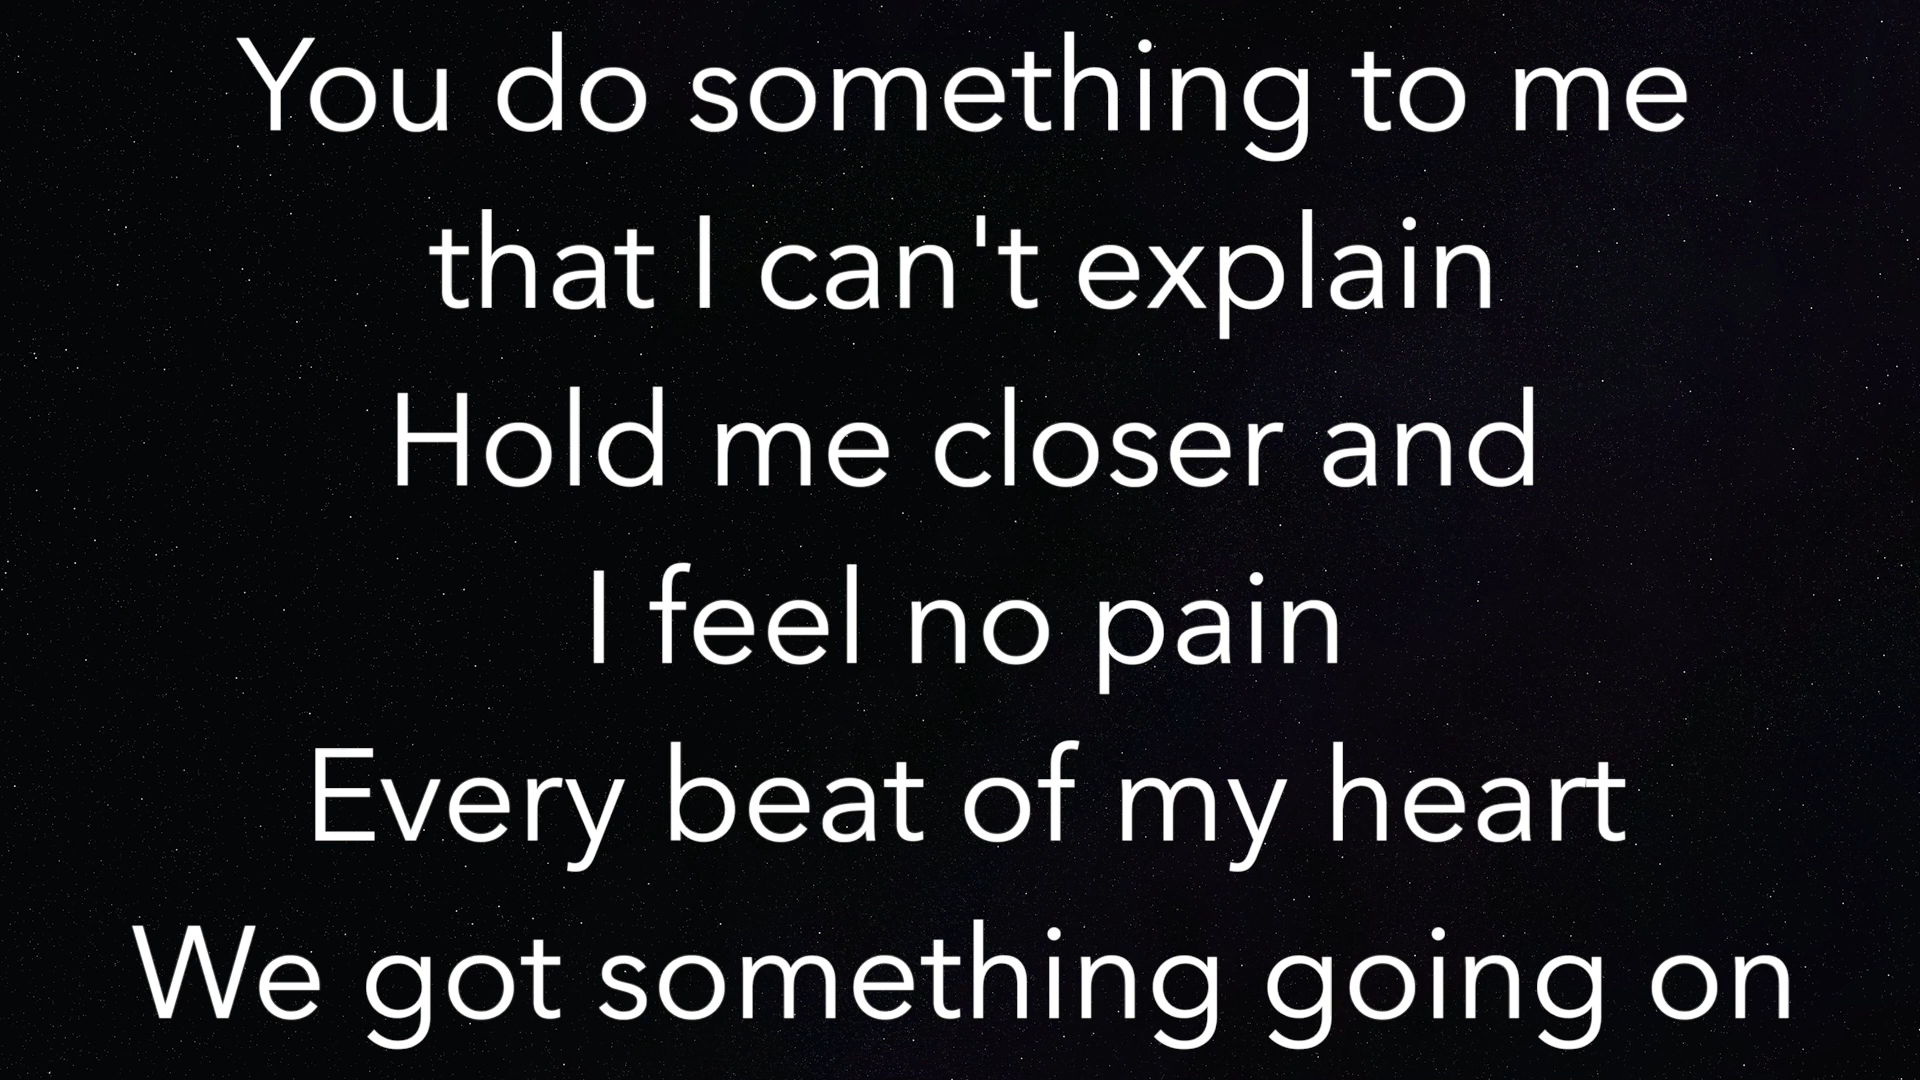 You do something to me
that I can't explain
Hold me closer and
I feel no pain
Every beat of my heart
We got something going on